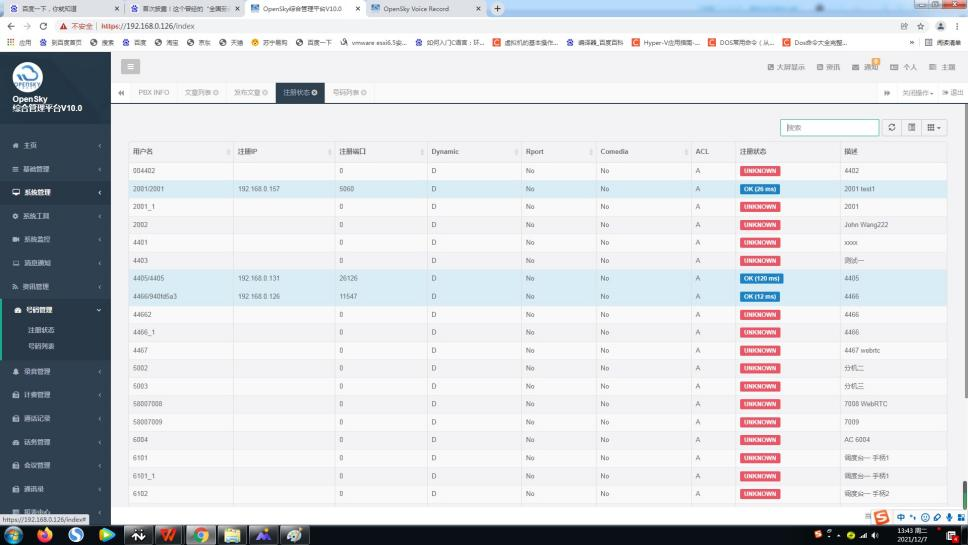 百度一下，你就知道
OpenSky综合管理平台V10.0
OpenSky Voice Record
不安全 | https://192.168.0.126/index
应用 到百度首页 搜索 百度 淘宝 京东 天猫 苏宁易购 百度一下 vmware esxi6.5安... 如何入门C语言：环... 虚拟机的基本操作... 编译器_百度百科 Hyper-V应用指南-... DOS常用命令（从... Dos命令大全完整... » 阅读清单
OPENSKY
OpenSky
综合管理平台V10.0
大屏显示 资讯 通知 个人 主题
PBX INFO 文章列表 发布文章 注册状态 号码列表 关闭操作 退出
主页
基础管理
系统管理
系统工具
系统监控
消息通知
资讯管理
号码管理
注册状态
号码列表
录音管理
计费管理
通话记录
话务管理
会议管理
通讯录
报表中心
搜索
用户名 注册IP 注册端口 Dynamic Rport Comedia ACL 注册状态 描述
004402 0 D No No A UNKNOWN 4402
2001/2001 192.168.0.157 5060 D No No A OK (26 ms) 2001 test1
2001_1 0 D No No A UNKNOWN 2001
2002 0 D No No A UNKNOWN John Wang222
4401 0 D No No A UNKNOWN xxxx
4403 0 D No No A UNKNOWN 测试一
4405/4405 192.168.0.131 26126 D No No A OK (120 ms) 4405
4466/940fd5a3 192.168.0.126 11547 D No No A OK (12 ms) 4466
44662 0 D No No A UNKNOWN 4466
4466_1 0 D No No A UNKNOWN 4466
4467 0 D No No A UNKNOWN 4467 webrtc
5002 0 D No No A UNKNOWN 分机二
5003 0 D No No A UNKNOWN 分机三
58007008 0 D No No A UNKNOWN 7008 WebRTC
58007009 0 D No No A UNKNOWN 7009
6004 0 D No No A UNKNOWN AC 6004
6101 0 D No No A UNKNOWN 调度台一 手柄1
6101_1 0 D No No A UNKNOWN 调度台一 手柄1
6102 0 D No No A UNKNOWN 调度台一 手柄2
https://192.168.0.126/index#
中
13:43 周二
2021/12/7